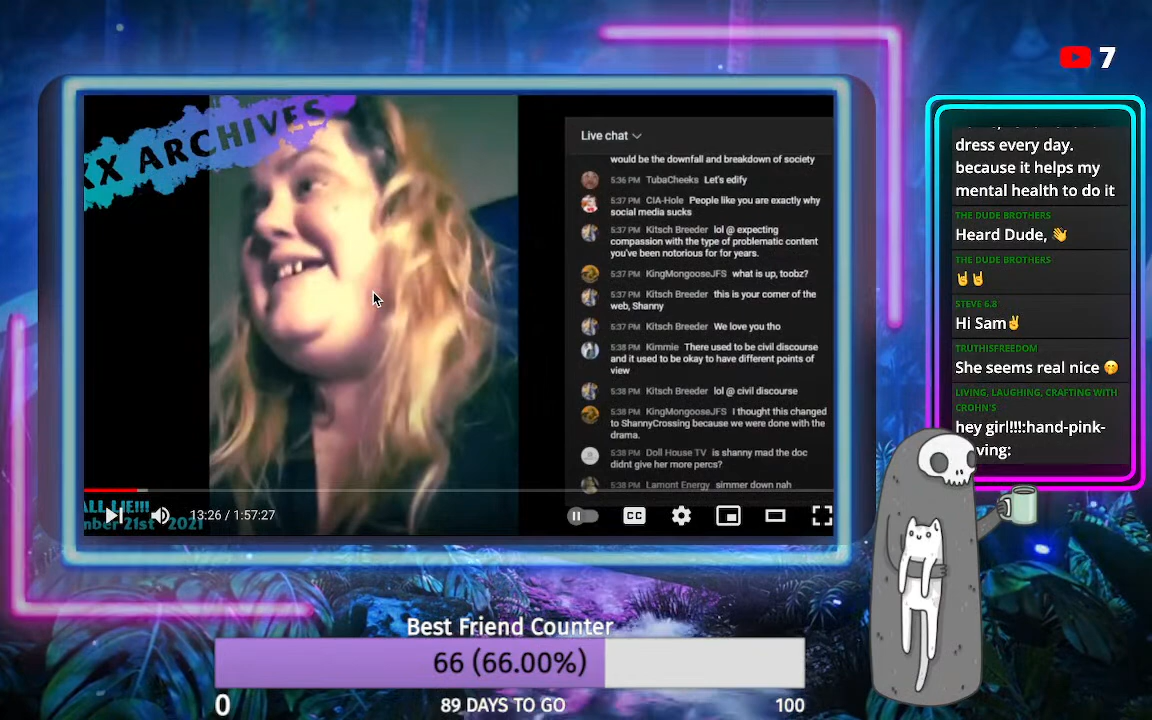 7
XX ARCHIVES
Live chat
would be the downfall and breakdown of society
5:36 PM TubaCheeks Let's edify
5:37 PM CIA-Hole People like you are exactly why
social media sucks
5:37 PM Kitsch Breeder lol @ expecting
compassion with the type of problematic content
you've been notorious for for years.
5:37 PM KingMongooseJFS what is up, toobz?
5:37 PM Kitsch Breeder this is your corner of the
web, Shanny
5:37 PM Kitsch Breeder We love you tho
5:38 PM Kimmie There used to be civil discourse
and it used to be okay to have different points of
view
5:38 PM Kitsch Breeder lol @ civil discourse
5:38 PM KingMongooseJFS I thought this changed
to ShannyCrossing because we were done with the
drama.
5:38 PM Doll House TV is shanny mad the doc
didnt give her more percs?
5:38 PM Lamont Energy simmer down nah
ALL LIE!!!
mber 21st 2021
13:26 / 1:57:27
CC
dress every day.
because it helps my
mental health to do it
THE DUDE BROTHERS
Heard Dude, 👋
THE DUDE BROTHERS
🤘🤘
STEVE 6.8
Hi Sam✌
TRUTHISFREEDOM
She seems real nice 🤭
LIVING, LAUGHING, CRAFTING WITH
CROHN'S
hey girl!!!:hand-pink-
ving:
Best Friend Counter
66 (66.00%)
0
89 DAYS TO GO
100